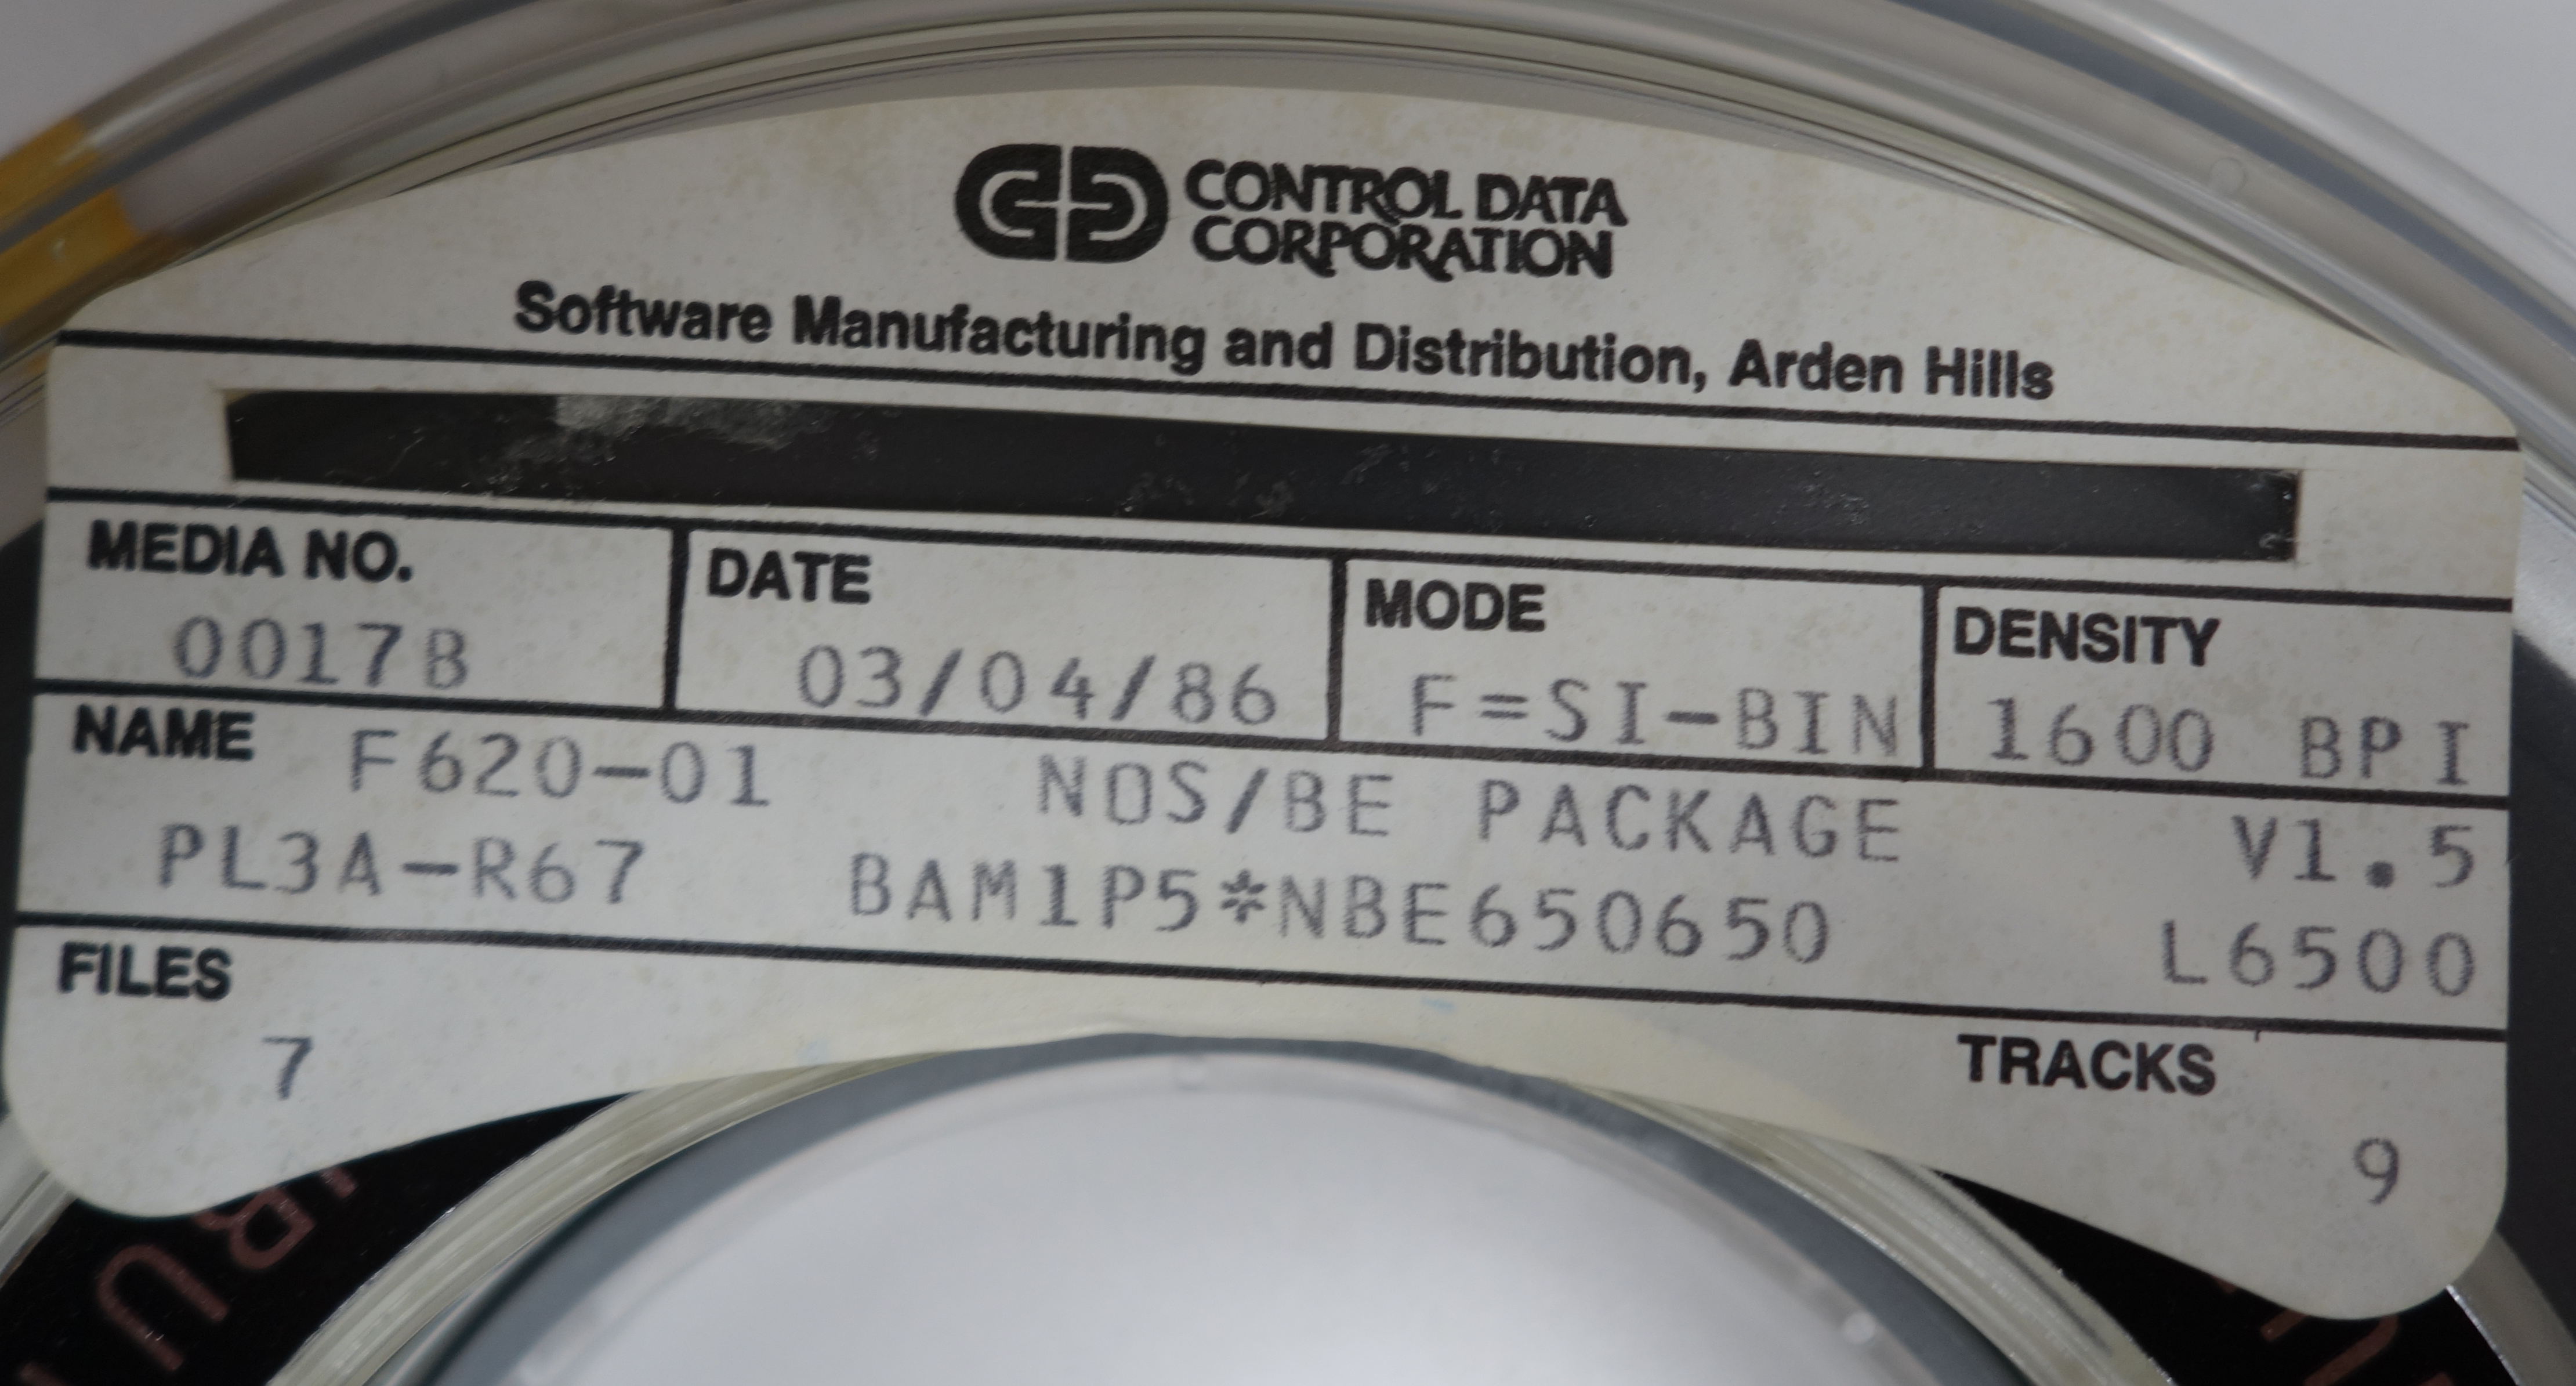 CONTROL DATA
CORPORATION
Software Manufacturing and Distribution, Arden Hills
MEDIA NO. DATE MODE DENSITY
0017B 03/04/86 F=SI-BIN 1600 BPI
NAME F620-01 NOS/BE PACKAGE V1.5
PL3A-R67 BAM1P5*NBE650650 L6500
FILES TRACKS
7 9